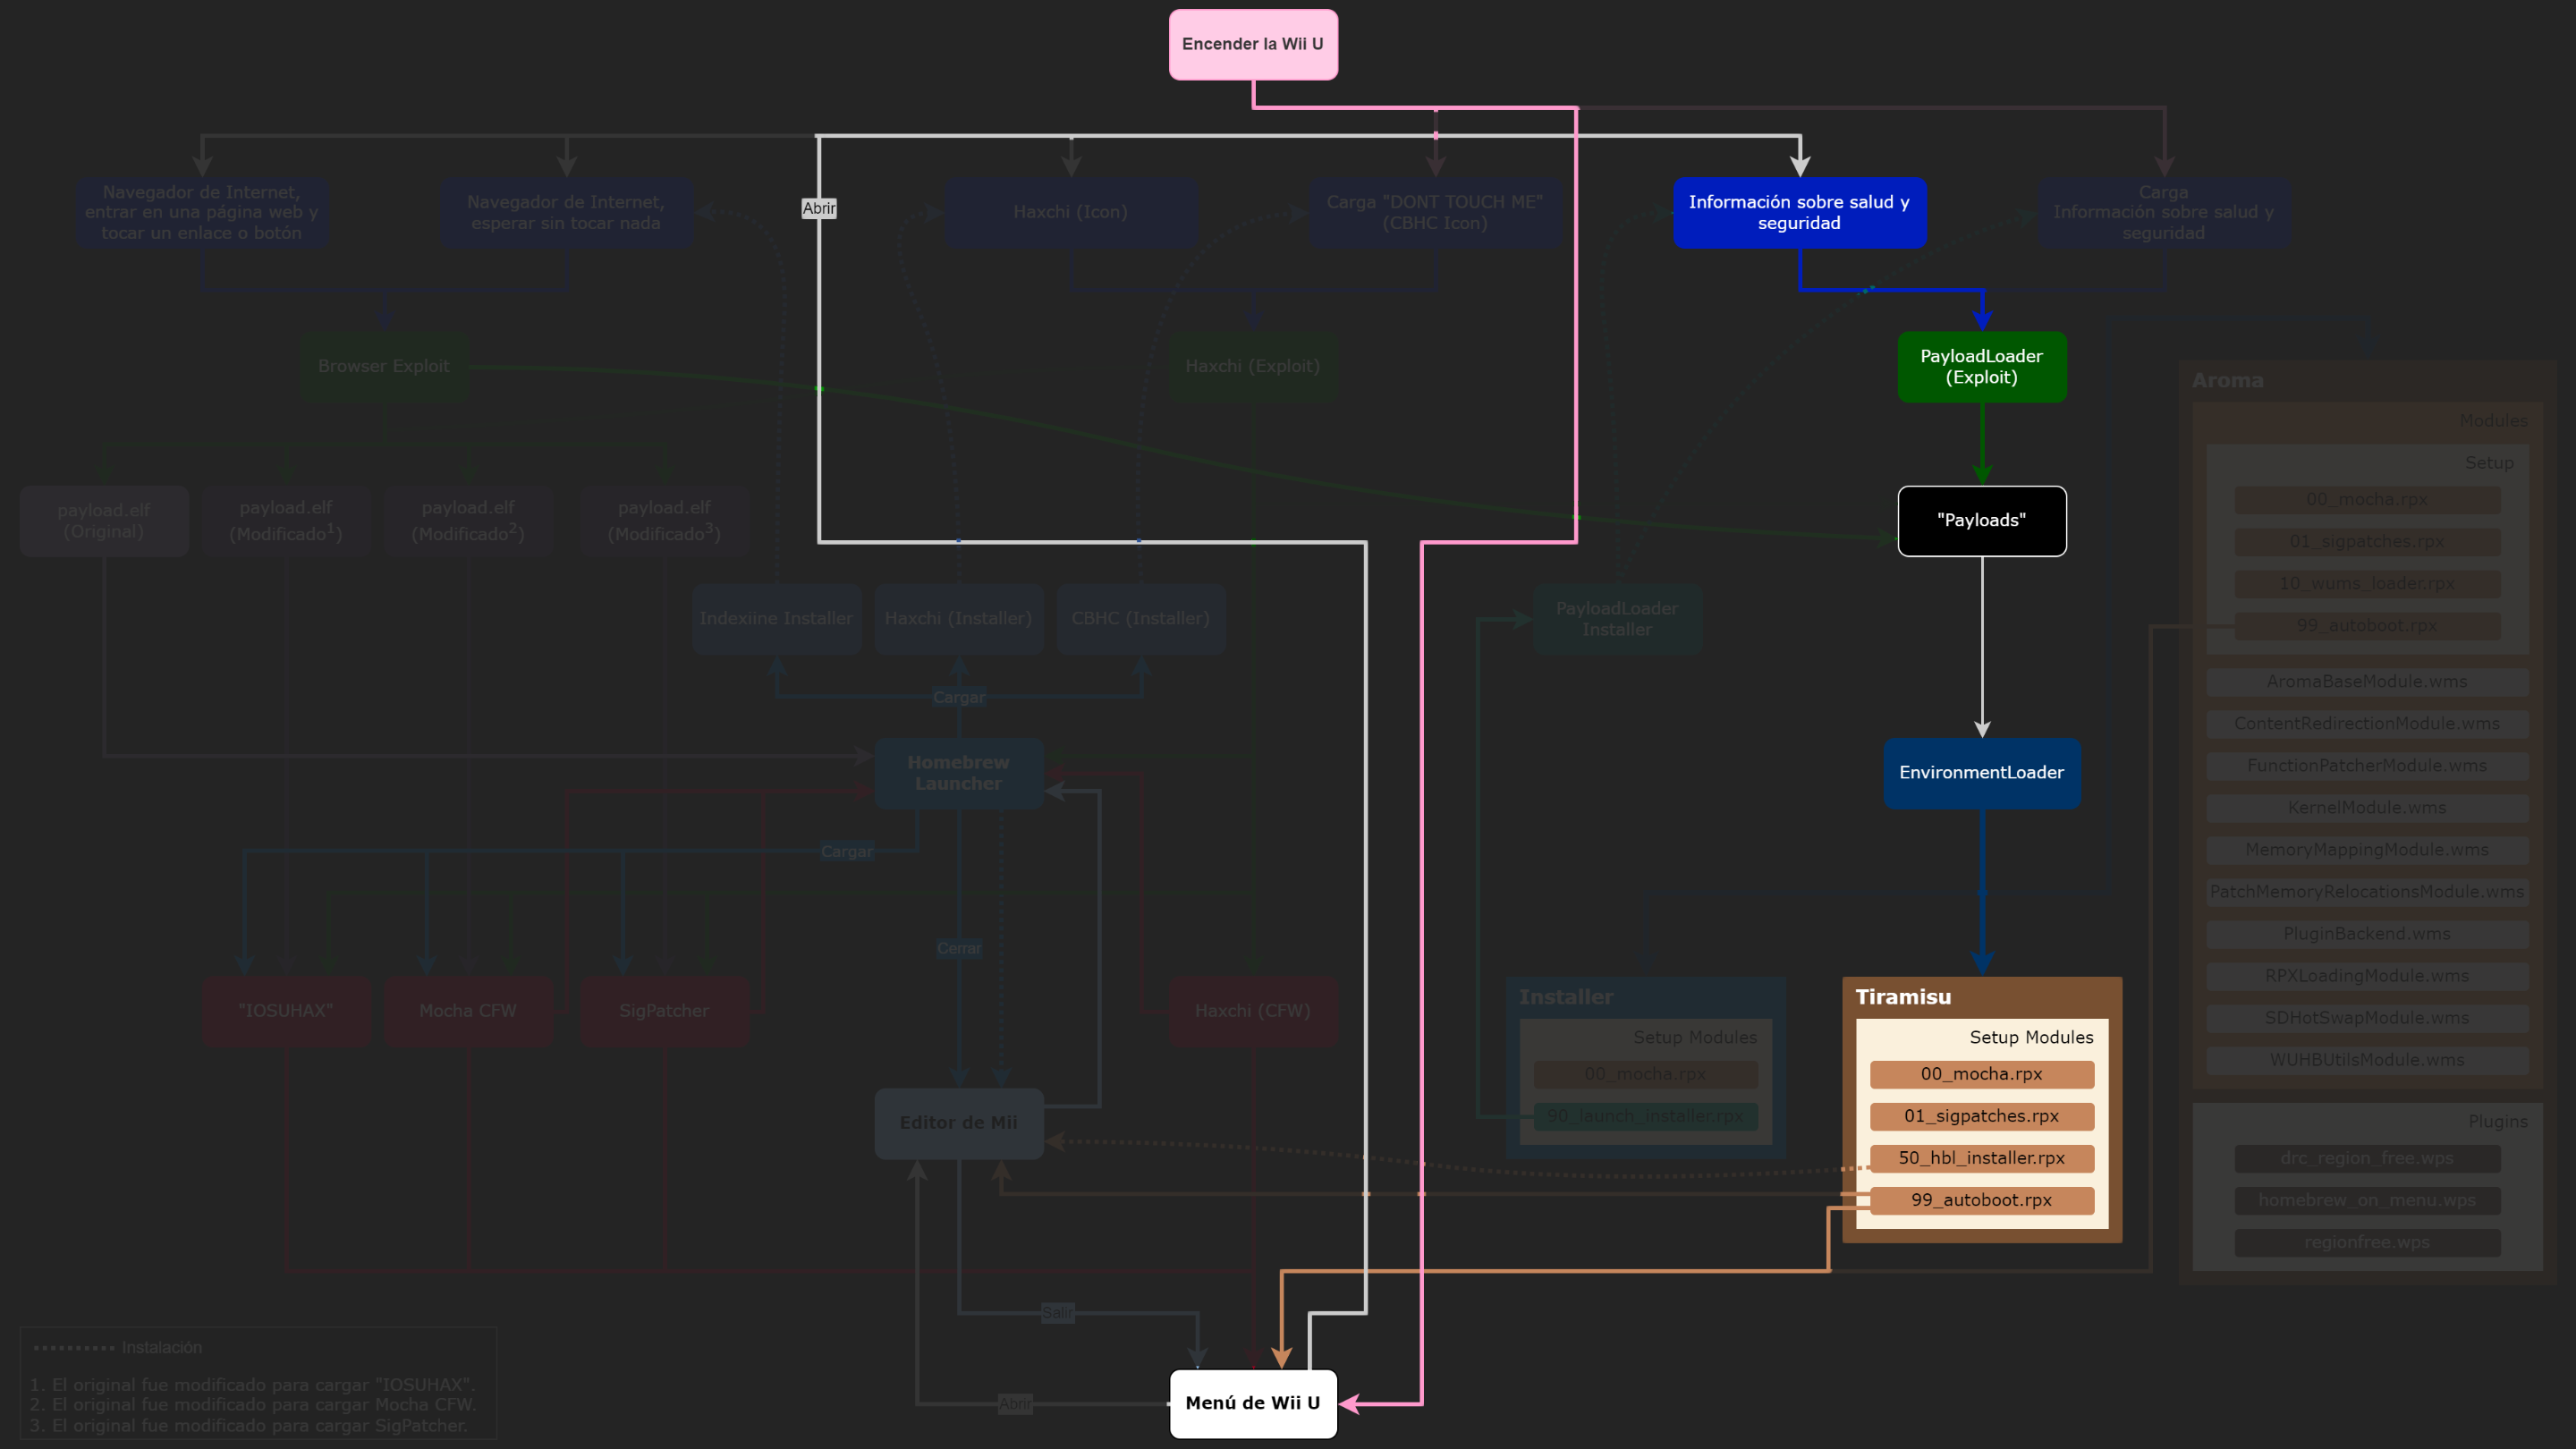 Encender la Wii U
Navegador de Internet,
entrar en una página web y
tocar un enlace o botón
Navegador de Internet,
esperar sin tocar nada
Abrir
Haxchi (Icon)
Carga "DONT TOUCH ME"
(CBHC Icon)
Información sobre salud y
seguridad
Carga
Información sobre salud y
seguridad
Browser Exploit
Haxchi (Exploit)
PayloadLoader
(Exploit)
payload.elf
(Original)
payload.elf
(Modificado1)
payload.elf
(Modificado2)
payload.elf
(Modificado3)
"Payloads"
Indexiine Installer
Haxchi (Installer)
CBHC (Installer)
PayloadLoader
Installer
Cargar
Homebrew
Launcher
EnvironmentLoader
Cargar
Cerrar
"IOSUHAX"
Mocha CFW
SigPatcher
Haxchi (CFW)
Editor de Mii
Installer
Setup Modules
00_mocha.rpx
90_launch_installer.rpx
Tiramisu
Setup Modules
00_mocha.rpx
01_sigpatches.rpx
50_hbl_installer.rpx
99_autoboot.rpx
Aroma
Modules
Setup
00_mocha.rpx
01_sigpatches.rpx
10_wums_loader.rpx
99_autoboot.rpx
AromaBaseModule.wms
ContentRedirectionModule.wms
FunctionPatcherModule.wms
KernelModule.wms
MemoryMappingModule.wms
PatchMemoryRelocationsModule.wms
PluginBackend.wms
RPXLoadingModule.wms
SDHotSwapModule.wms
WUHBUtilsModule.wms
Plugins
drc_region_free.wps
homebrew_on_menu.wps
regionfree.wps
Salir
Abrir
Menú de Wii U
Instalación
1. El original fue modificado para cargar "IOSUHAX".
2. El original fue modificado para cargar Mocha CFW.
3. El original fue modificado para cargar SigPatcher.